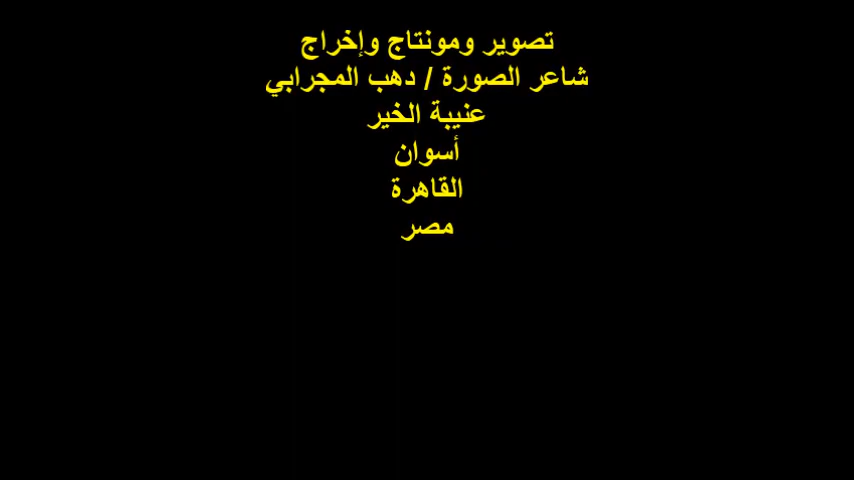 تصوير ومونتاج وإخراج
شاعر الصورة / دهب المجرابي
عنيبة الخير
أسوان
القاهرة
مصر